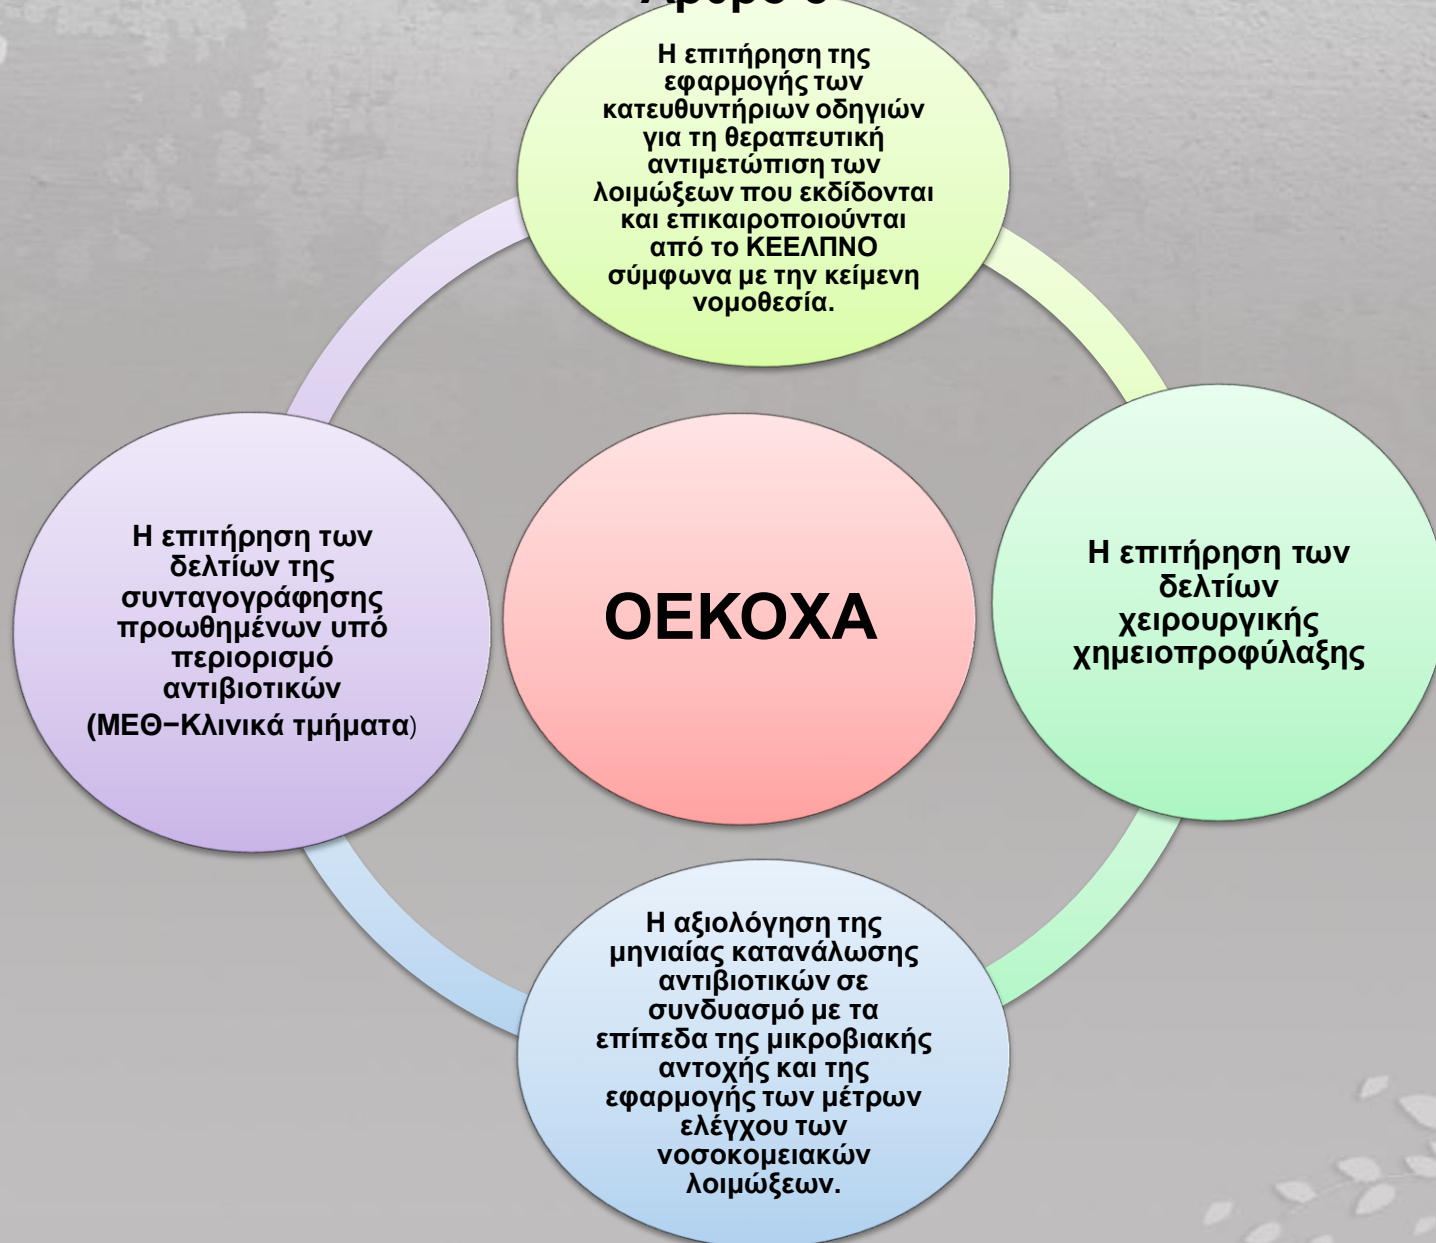 Η επιτήρηση της
εφαρμογής των
κατευθυντήριων οδηγιών
για τη θεραπευτική
αντιμετώπιση των
λοιμώξεων που εκδίδονται
και επικαιροποιούνται
από το ΚΕΕΛΠΝΟ
σύμφωνα με την κείμενη
νομοθεσία.
Η επιτήρηση των
δελτίων
χειρουργικής
χημειοπροφύλαξης
Η αξιολόγηση της
μηνιαίας κατανάλωσης
αντιβιοτικών σε
συνδυασμό με τα
επίπεδα της μικροβιακής
αντοχής και της
εφαρμογής των μέτρων
ελέγχου των
νοσοκομειακών
λοιμώξεων.
Η επιτήρηση των
δελτίων της
συνταγογράφησης
προωθημένων υπό
περιορισμό
αντιβιοτικών
(ΜΕΘ−Κλινικά τμήματα)
ΟΕΚΟΧΑ